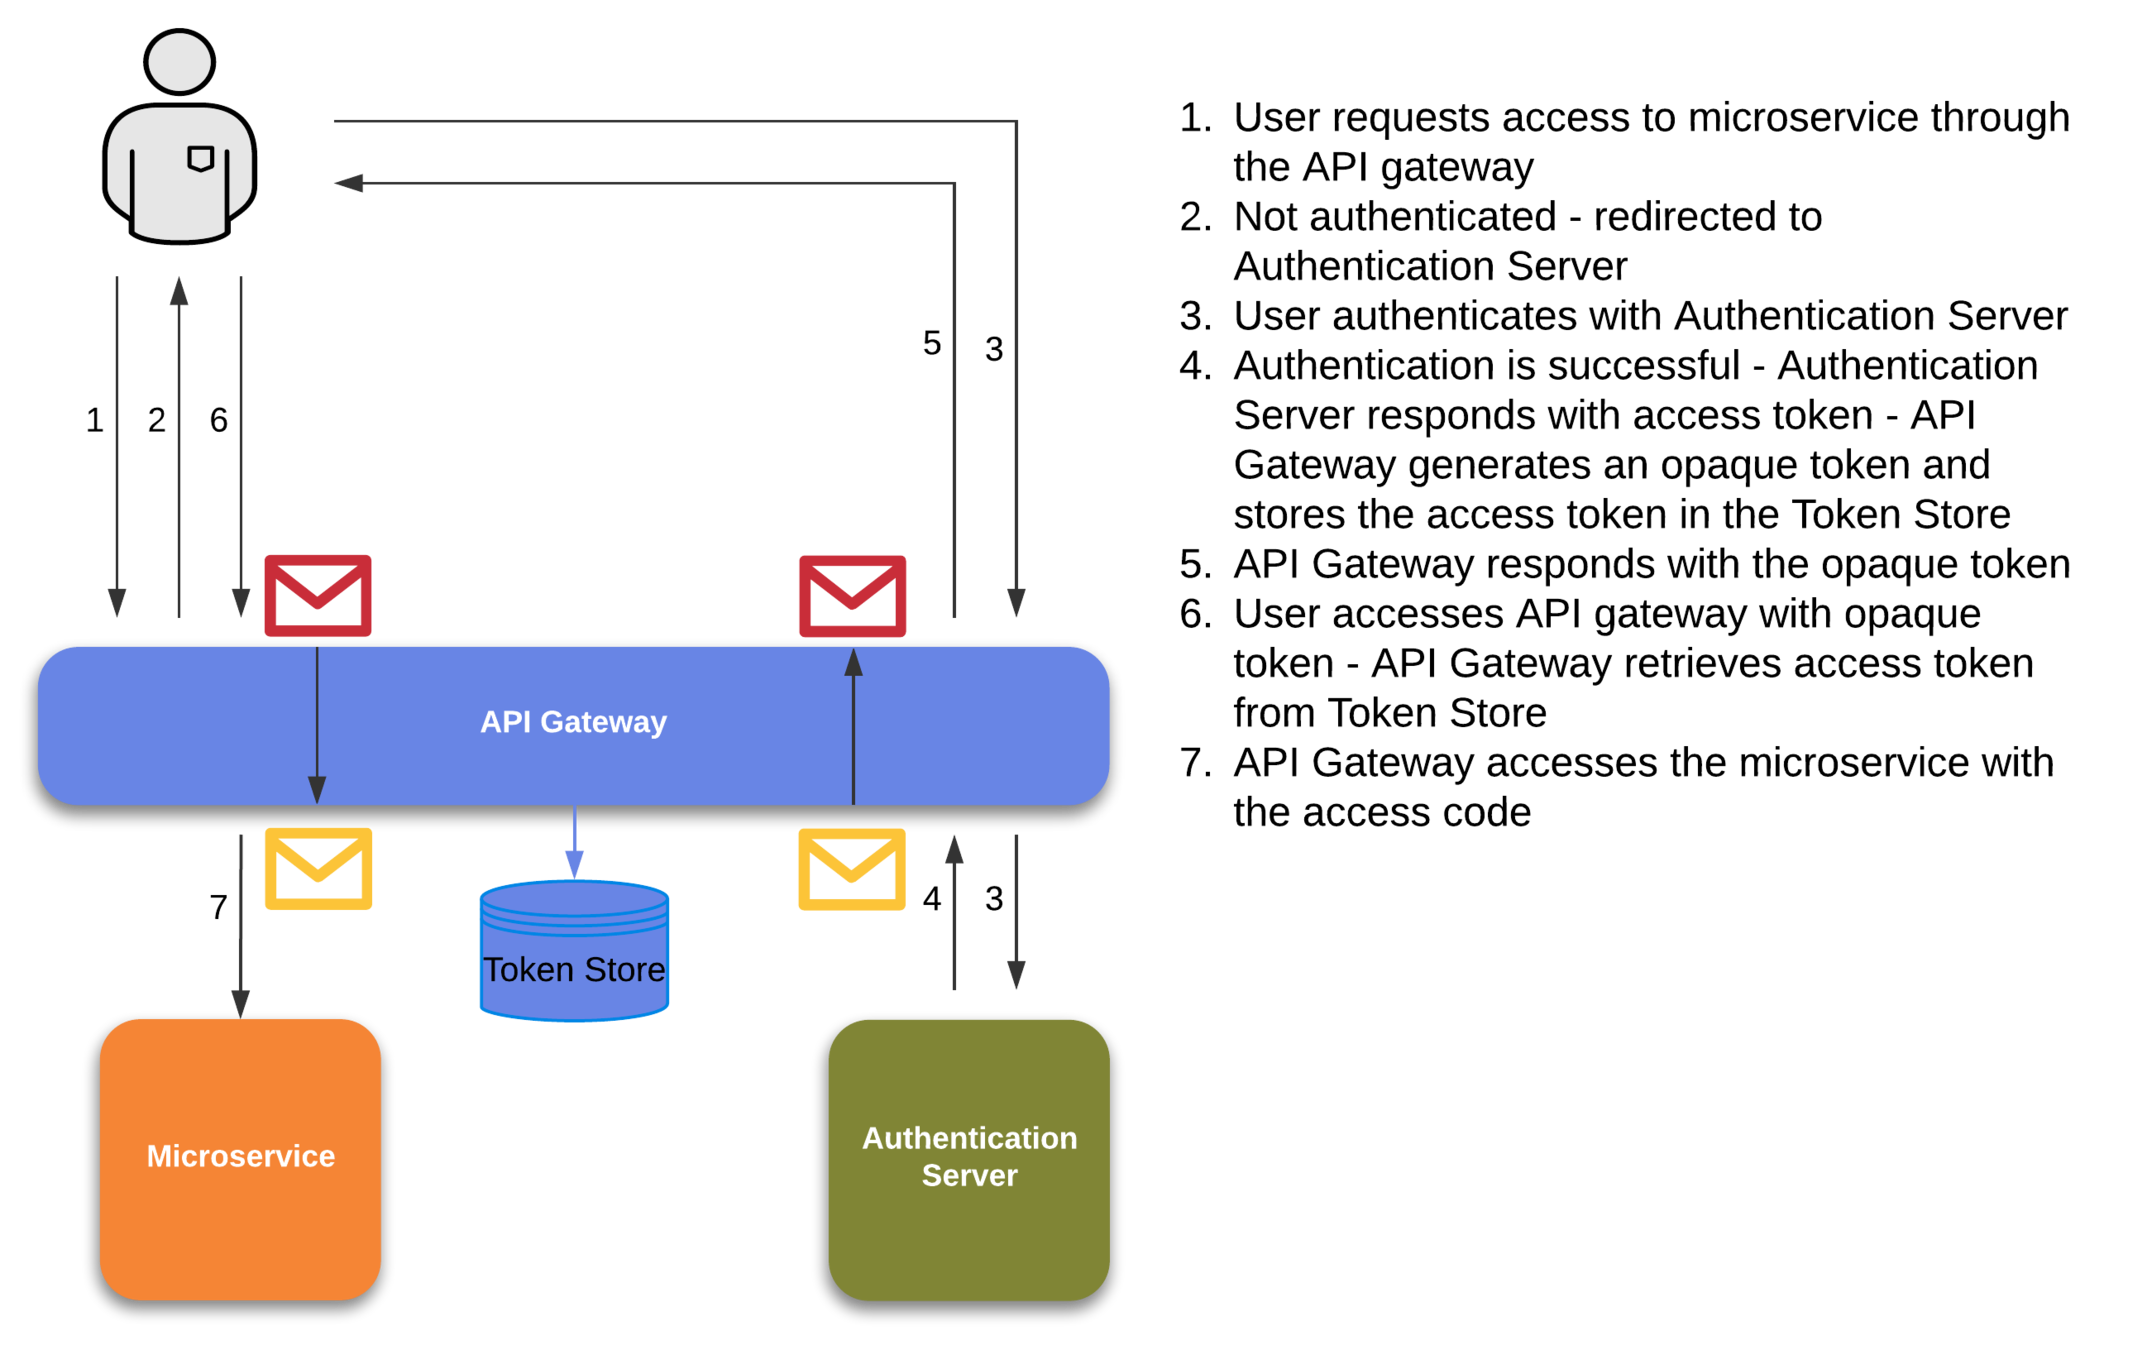 1. User requests access to microservice through
the API gateway
2. Not authenticated - redirected to
Authentication Server
3. User authenticates with Authentication Server
4. Authentication is successful - Authentication
Server responds with access token - API
Gateway generates an opaque token and
stores the access token in the Token Store
5. API Gateway responds with the opaque token
6. User accesses API gateway with opaque
token - API Gateway retrieves access token
from Token Store
7. API Gateway accesses the microservice with
the access code
5
3
1
2
6
API Gateway
7
4
3
Token Store
Microservice
Authentication
Server